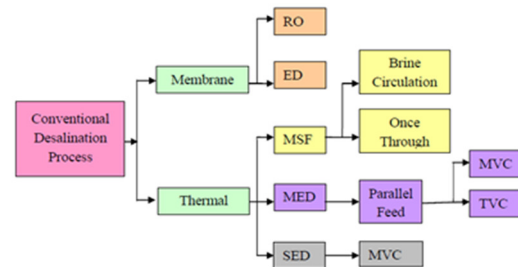 RO
Membrane
ED
Brine
Circulation
Conventional
Desalination
Process
MSF
Once
Through
MVC
Thermal
MED
Parallel
Feed
TVC
SED
MVC